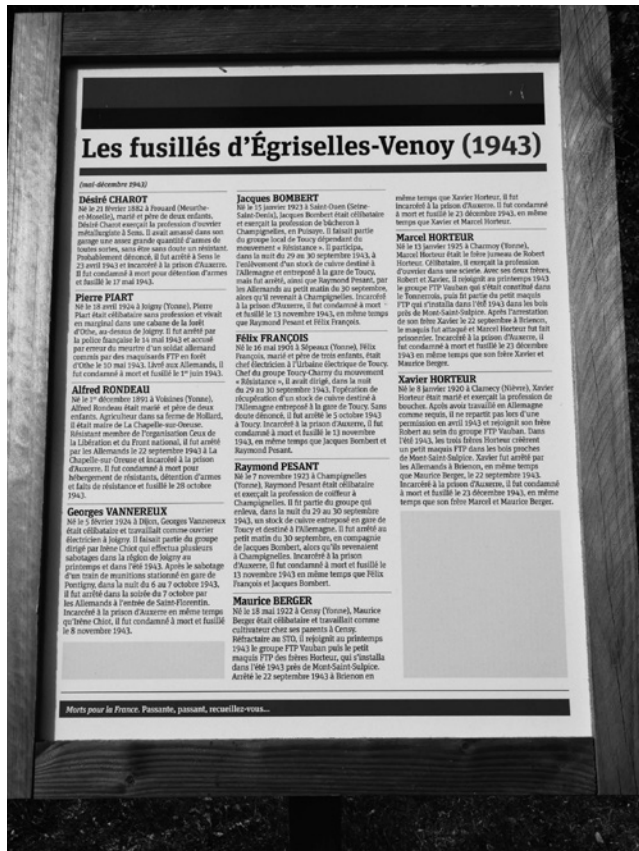 Les fusillés d'Égriselles-Venoy (1943)
(mai-décembre 1943)
Désiré CHAROT
Né le 21 février 1882 à Frouard (Meurthe-
et-Moselle), marié et père de deux enfants,
Désiré Charot exerçait la profession d'ouvrier
métallurgiste à Sens. Il avait amassé dans son
garage une assez grande quantité d'armes de
toutes sortes, sans être sans doute un résistant.
Probablement dénoncé, il fut arrêté à Sens le
23 avril 1943 et incarcéré à la prison d'Auxerre.
Il fut condamné à mort pour détention d'armes
et fusillé le 17 mai 1943.
Pierre PIART
Né le 18 avril 1924 à Joigny (Yonne), Pierre
Piart était célibataire sans profession et vivait
en marginal dans une cabane de la forêt
d'Othe, au-dessus de Joigny. Il fut arrêté par
la police française le 14 mai 1943 et accusé
par erreur du meurtre d'un soldat allemand
commis par des maquisards FTP en forêt
d'Othe le 10 mai 1943. Livré aux Allemands, il
fut condamné à mort et fusillé le 1er juin 1943.
Alfred RONDEAU
Né le 1er décembre 1891 à Voisines (Yonne),
Alfred Rondeau était marié et père de deux
enfants. Agriculteur dans sa ferme de Hollard,
il était maire de La Chapelle-sur-Oreuse.
Résistant membre de l'organisation Ceux de
la Libération et du Front national, il fut arrêté
par les Allemands le 22 septembre 1943 à La
Chapelle-sur-Oreuse et incarcéré à la prison
d'Auxerre. Il fut condamné à mort pour
hébergement de résistants, détention d'armes
et faits de résistance et fusillé le 28 octobre
1943.
Georges VANNEREUX
Né le 5 février 1924 à Dijon, Georges Vannereux
était célibataire et travaillait comme ouvrier
électricien à Joigny. Il faisait partie du groupe
dirigé par Irène Chiot qui effectua plusieurs
sabotages dans la région de Joigny au
printemps et dans l'été 1943. Après le sabotage
d'un train de munitions stationné en gare de
Pontigny, dans la nuit du 6 au 7 octobre 1943,
il fut arrêté dans la soirée du 7 octobre par
les Allemands à l'entrée de Saint-Florentin.
Incarcéré à la prison d'Auxerre en même temps
qu'Irène Chiot, il fut condamné à mort et fusillé
le 8 novembre 1943.
Jacques BOMBERT
Né le 15 janvier 1923 à Saint-Ouen (Seine-
Saint-Denis), Jacques Bombert était célibataire
et exerçait la profession de bûcheron à
Champignelles, en Puisaye. Il faisait partie
du groupe local de Toucy dépendant du
mouvement « Résistance ». Il participa,
dans la nuit du 29 au 30 septembre 1943, à
l'enlèvement d'un stock de cuivre destiné à
l'Allemagne et entreposé à la gare de Toucy,
mais fut arrêté, ainsi que Raymond Pesant, par
les Allemands au petit matin du 30 septembre,
alors qu'il revenait à Champignelles. Incarcéré
à la prison d'Auxerre, il fut condamné à mort
et fusillé le 13 novembre 1943, en même temps
que Raymond Pesant et Félix François.
Félix FRANÇOIS
Né le 16 mai 1901 à Sépeaux (Yonne), Félix
François, marié et père de trois enfants, était
chef électricien à l'Urbaine électrique de Toucy.
Chef du groupe Toucy-Charny du mouvement
« Résistance », il avait dirigé, dans la nuit
du 29 au 30 septembre 1943, l'opération de
récupération d'un stock de cuivre destiné à
l'Allemagne entreposé à la gare de Toucy. Sans
doute dénoncé, il fut arrêté le 5 octobre 1943
à Toucy. Incarcéré à la prison d'Auxerre, il fut
condamné à mort et fusillé le 13 novembre
1943, en même temps que Jacques Bombert et
Raymond Pesant.
Raymond PESANT
Né le 7 novembre 1923 à Champignelles
(Yonne), Raymond Pesant était célibataire
et exerçait la profession de coiffeur à
Champignelles. Il fit partie du groupe qui
enleva, dans la nuit du 29 au 30 septembre
1943, un stock de cuivre entreposé en gare de
Toucy et destiné à l'Allemagne. Il fut arrêté au
petit matin du 30 septembre, en compagnie
de Jacques Bombert, alors qu'ils revenaient
à Champignelles. Incarcéré à la prison
d'Auxerre, il fut condamné à mort et fusillé le
13 novembre 1943 en même temps que Félix
François et Jacques Bombert.
Maurice BERGER
Né le 18 mai 1922 à Censy (Yonne), Maurice
Berger était célibataire et travaillait comme
cultivateur chez ses parents à Censy.
Réfractaire au STO, il rejoignit au printemps
1943 le groupe FTP Vauban puis le petit
maquis FTP des frères Horteur, qui s'installa
dans l'été 1943 près de Mont-Saint-Sulpice.
Arrêté le 22 septembre 1943 à Brienon en
même temps que Xavier Horteur, il fut
incarcéré à la prison d'Auxerre. Il fut condamné
à mort et fusillé le 23 décembre 1943, en même
temps que Xavier et Marcel Horteur.
Marcel HORTEUR
Né le 13 janvier 1925 à Charmoy (Yonne),
Marcel Horteur était le frère jumeau de Robert
Horteur. Célibataire, il exerçait la profession
d'ouvrier dans une scierie. Avec ses deux frères,
Robert et Xavier, il rejoignit au printemps 1943
le groupe FTP Vauban qui s'était constitué dans
le Tonnerrois, puis fit partie du petit maquis
FTP qui s'installa dans l'été 1943 dans les bois
près de Mont-Saint-Sulpice. Après l'arrestation
de son frère Xavier le 22 septembre à Brienon,
le maquis fut attaqué et Marcel Horteur fut fait
prisonnier. Incarcéré à la prison d'Auxerre, il
fut condamné à mort et fusillé le 23 décembre
1943 en même temps que son frère Xavier et
Maurice Berger.
Xavier HORTEUR
Né le 8 janvier 1920 à Clamecy (Nièvre), Xavier
Horteur était marié et exerçait la profession de
boucher. Après avoir travaillé en Allemagne
comme requis, il ne repartit pas lors d'une
permission en avril 1943 et rejoignit son frère
Robert au sein du groupe FTP Vauban. Dans
l'été 1943, les trois frères Horteur créèrent
un petit maquis FTP dans les bois proches
de Mont-Saint-Sulpice. Xavier fut arrêté par
les Allemands à Brienon, en même temps
que Maurice Berger, le 22 septembre 1943.
Incarcéré à la prison d'Auxerre, il fut condamné
à mort et fusillé le 23 décembre 1943, en même
temps que son frère Marcel et Maurice Berger.
Morts pour la France. Passante, passant, recueillez-vous...